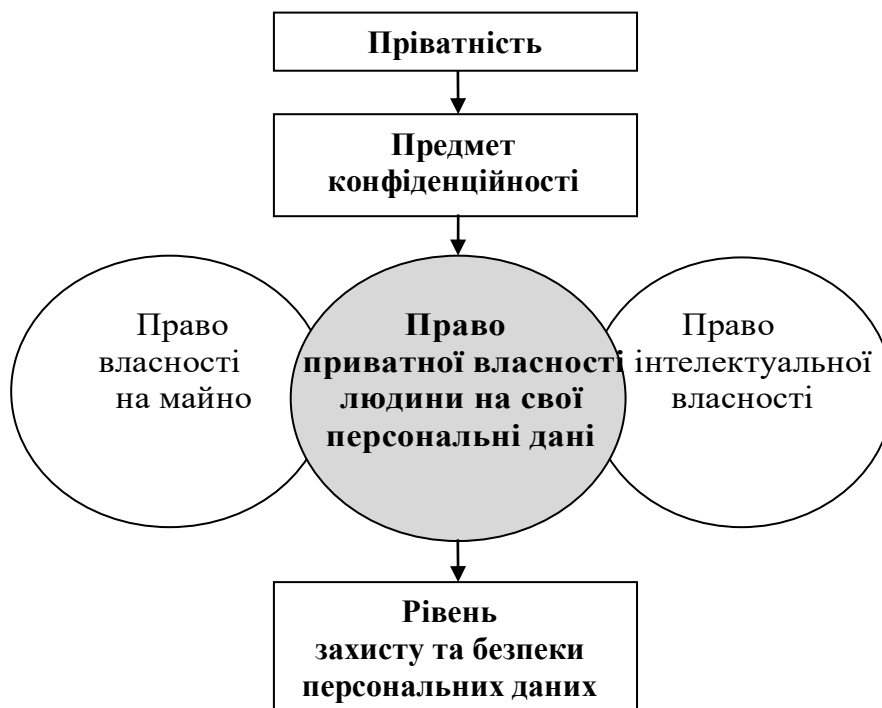 Пріватність
Предмет
конфіденційності
Право
власності
на майно
Право
приватної власності
людини на свої
персональні дані
Право
інтелектуальної
власності
Рівень
захисту та безпеки
персональних даних